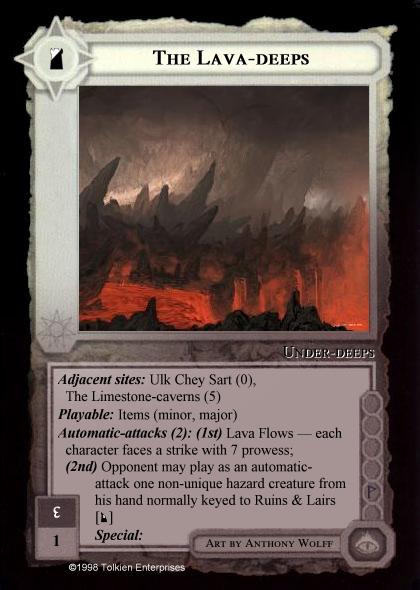 THE LAVA-DEEPS
UNDER-DEEPS
Adjacent sites: Ulk Chey Sart (0),
The Limestone-caverns (5)
Playable: Items (minor, major)
Automatic-attacks (2): (1st) Lava Flows — each
character faces a strike with 7 prowess;
(2nd) Opponent may play as an automatic-
attack one non-unique hazard creature from
his hand normally keyed to Ruins & Lairs
[ ]
Special:
ε
1
ART BY ANTHONY WOLFF
©1998 Tolkien Enterprises